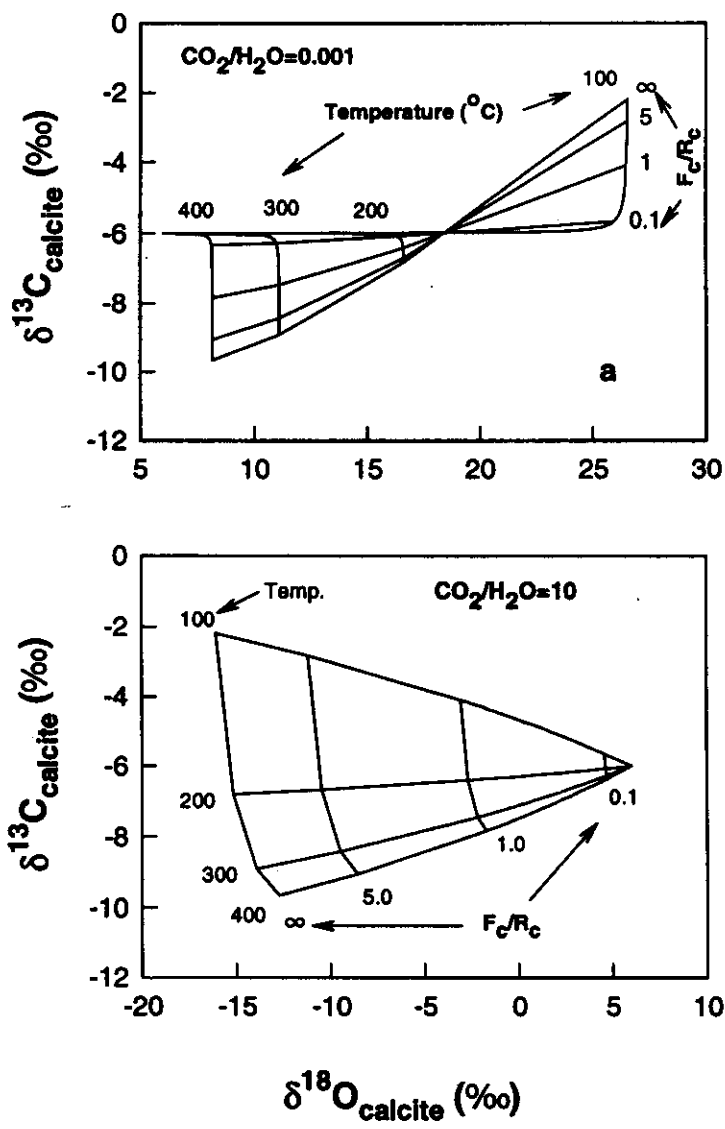 0
CO2/H2O=0.001
-2
100 ∞
Temperature (°C)
5
-4
1
Fc/Rc
400 300 200
-6
0.1
-8
-10
a
-12
5 10 15 20 25 30
δ13Ccalcite (‰)
0
Temp. CO2/H2O=10
-2
100
-4
-6
200
0.1
-8
1.0
300
5.0
-10
400 ∞ Fc/Rc
-12
-20 -15 -10 -5 0 5 10
δ13Ccalcite (‰)
δ18Ocalcite (‰)